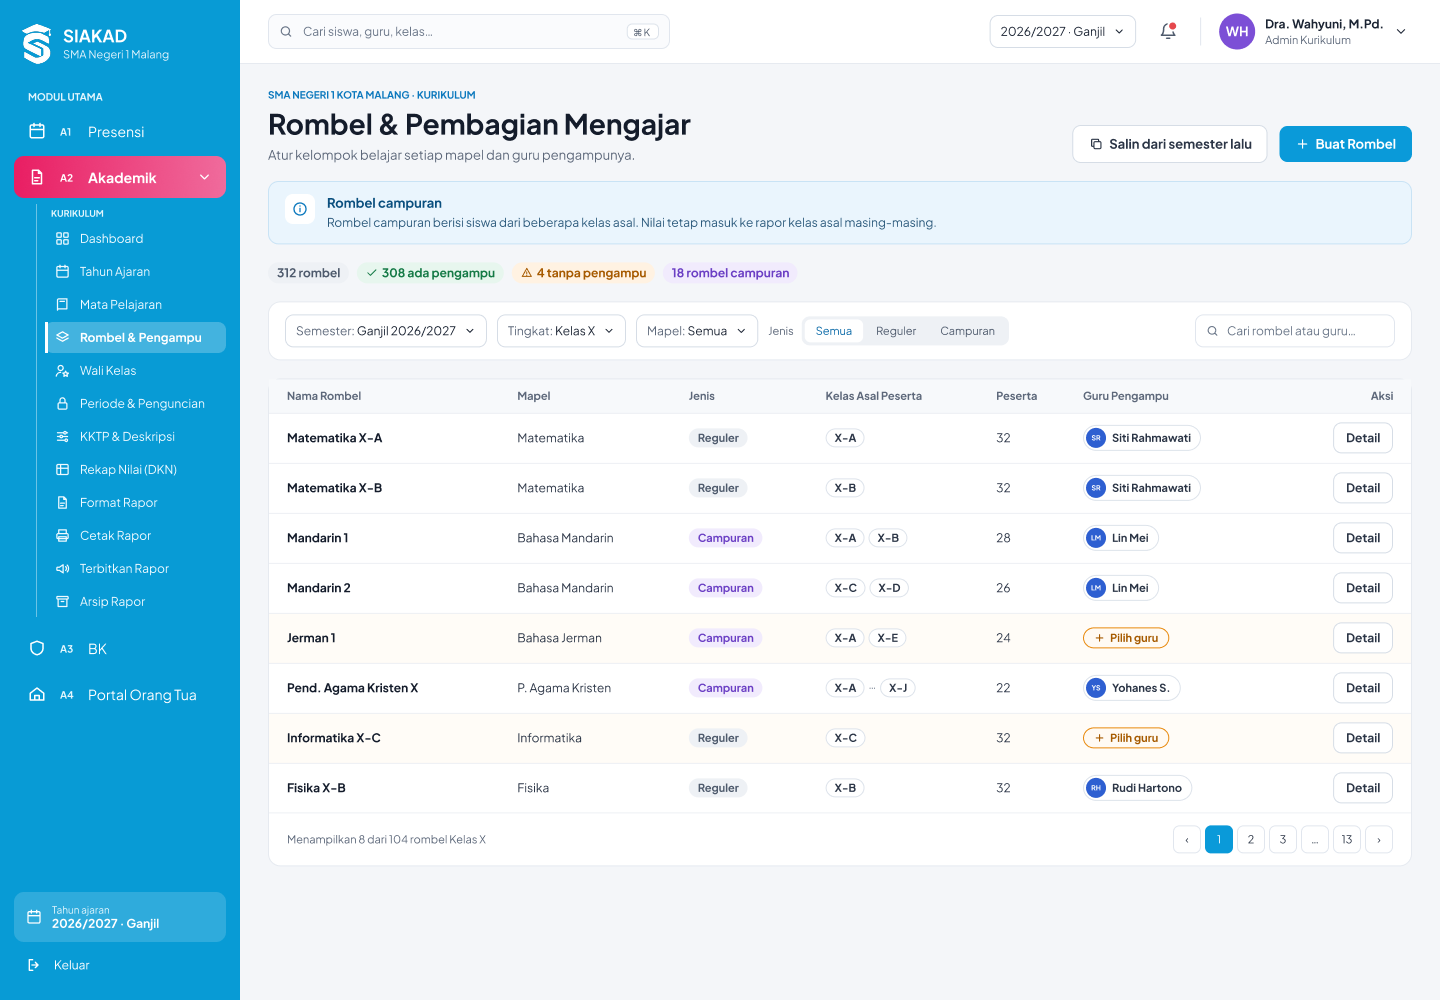 SIAKAD
SMA Negeri 1 Malang
MODUL UTAMA
A1 Presensi
A2 Akademik
KURIKULUM
Dashboard
Tahun Ajaran
Mata Pelajaran
Rombel & Pengampu
Wali Kelas
Periode & Penguncian
KKTP & Deskripsi
Rekap Nilai (DKN)
Format Rapor
Cetak Rapor
Terbitkan Rapor
Arsip Rapor
A3 BK
A4 Portal Orang Tua
Tahun ajaran
2026/2027 · Ganjil
Keluar
Cari siswa, guru, kelas... ⌘K
2026/2027 · Ganjil
WH
Dra. Wahyuni, M.Pd.
Admin Kurikulum
SMA NEGERI 1 KOTA MALANG · KURIKULUM
Rombel & Pembagian Mengajar
Atur kelompok belajar setiap mapel dan guru pengampunya.
Salin dari semester lalu
+ Buat Rombel
Rombel campuran
Rombel campuran berisi siswa dari beberapa kelas asal. Nilai tetap masuk ke rapor kelas asal masing-masing.
312 rombel 308 ada pengampu 4 tanpa pengampu 18 rombel campuran
Semester: Ganjil 2026/2027 Tingkat: Kelas X Mapel: Semua Jenis Semua Reguler Campuran Cari rombel atau guru...
Nama Rombel Mapel Jenis Kelas Asal Peserta Peserta Guru Pengampu Aksi
Matematika X-A Matematika Reguler X-A 32 SR Siti Rahmawati Detail
Matematika X-B Matematika Reguler X-B 32 SR Siti Rahmawati Detail
Mandarin 1 Bahasa Mandarin Campuran X-A X-B 28 LM Lin Mei Detail
Mandarin 2 Bahasa Mandarin Campuran X-C X-D 26 LM Lin Mei Detail
Jerman 1 Bahasa Jerman Campuran X-A X-E 24 + Pilih guru Detail
Pend. Agama Kristen X P. Agama Kristen Campuran X-A ... X-J 22 YS Yohanes S. Detail
Informatika X-C Informatika Reguler X-C 32 + Pilih guru Detail
Fisika X-B Fisika Reguler X-B 32 RH Rudi Hartono Detail
Menampilkan 8 dari 104 rombel Kelas X
‹ 1 2 3 ... 13 ›